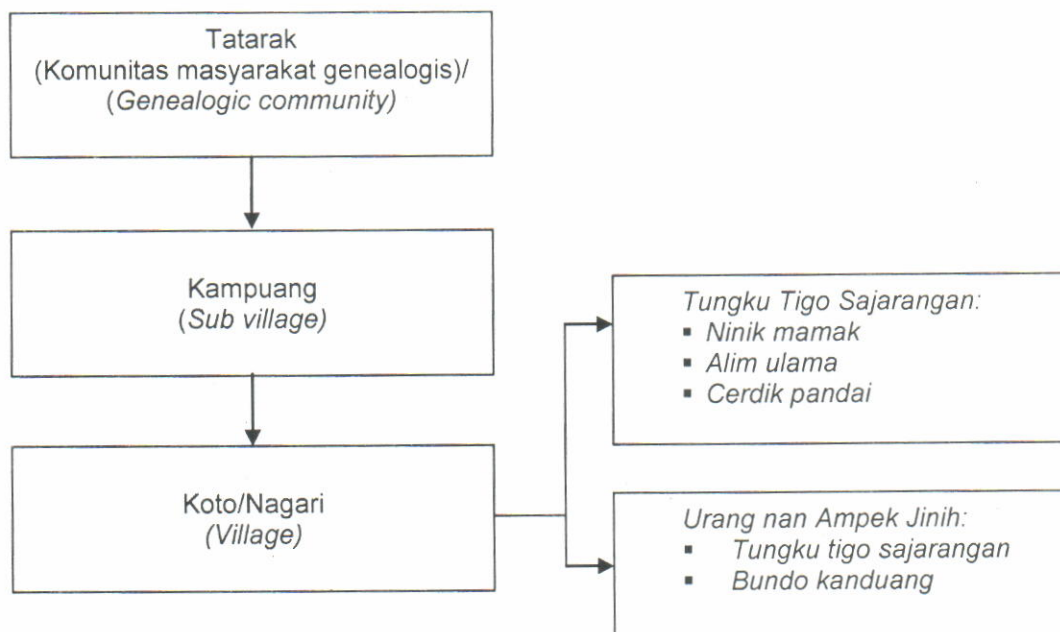 Tatarak
(Komunitas masyarakat genealogis)/
(Genealogic community)
Kampuang
(Sub village)
Koto/Nagari
(Village)
Tungku Tigo Sajarangan:
▪ Ninik mamak
▪ Alim ulama
▪ Cerdik pandai
Urang nan Ampek Jinih:
▪ Tungku tigo sajarangan
▪ Bundo kanduang